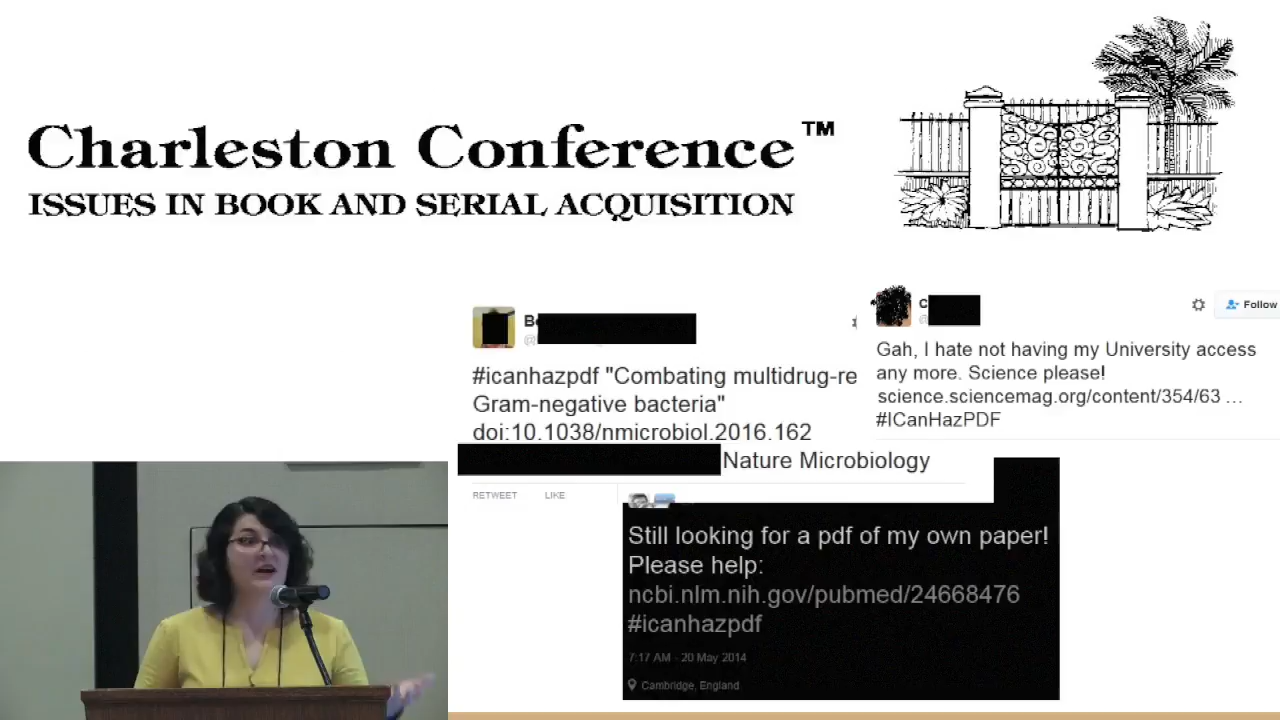 Charleston Conference™
ISSUES IN BOOK AND SERIAL ACQUISITION
#icanhazpdf "Combating multidrug-re
Gram-negative bacteria"
doi:10.1038/nmicrobiol.2016.162
Nature Microbiology
RETWEET LIKE
Follow
Gah, I hate not having my University access
any more. Science please!
science.sciencemag.org/content/354/63 …
#ICanHazPDF
Still looking for a pdf of my own paper!
Please help:
ncbi.nlm.nih.gov/pubmed/24668476
#icanhazpdf
7:17 AM - 20 May 2014
Cambridge, England